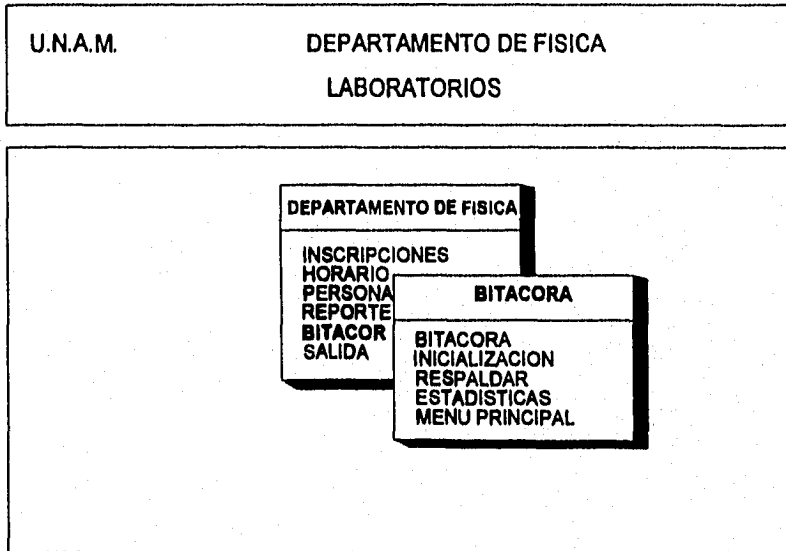 U.N.A.M. DEPARTAMENTO DE FISICA
LABORATORIOS
DEPARTAMENTO DE FISICA
INSCRIPCIONES
HORARIO
PERSONA
REPORTE
BITACOR
SALIDA
BITACORA
BITACORA
INICIALIZACION
RESPALDAR
ESTADISTICAS
MENU PRINCIPAL